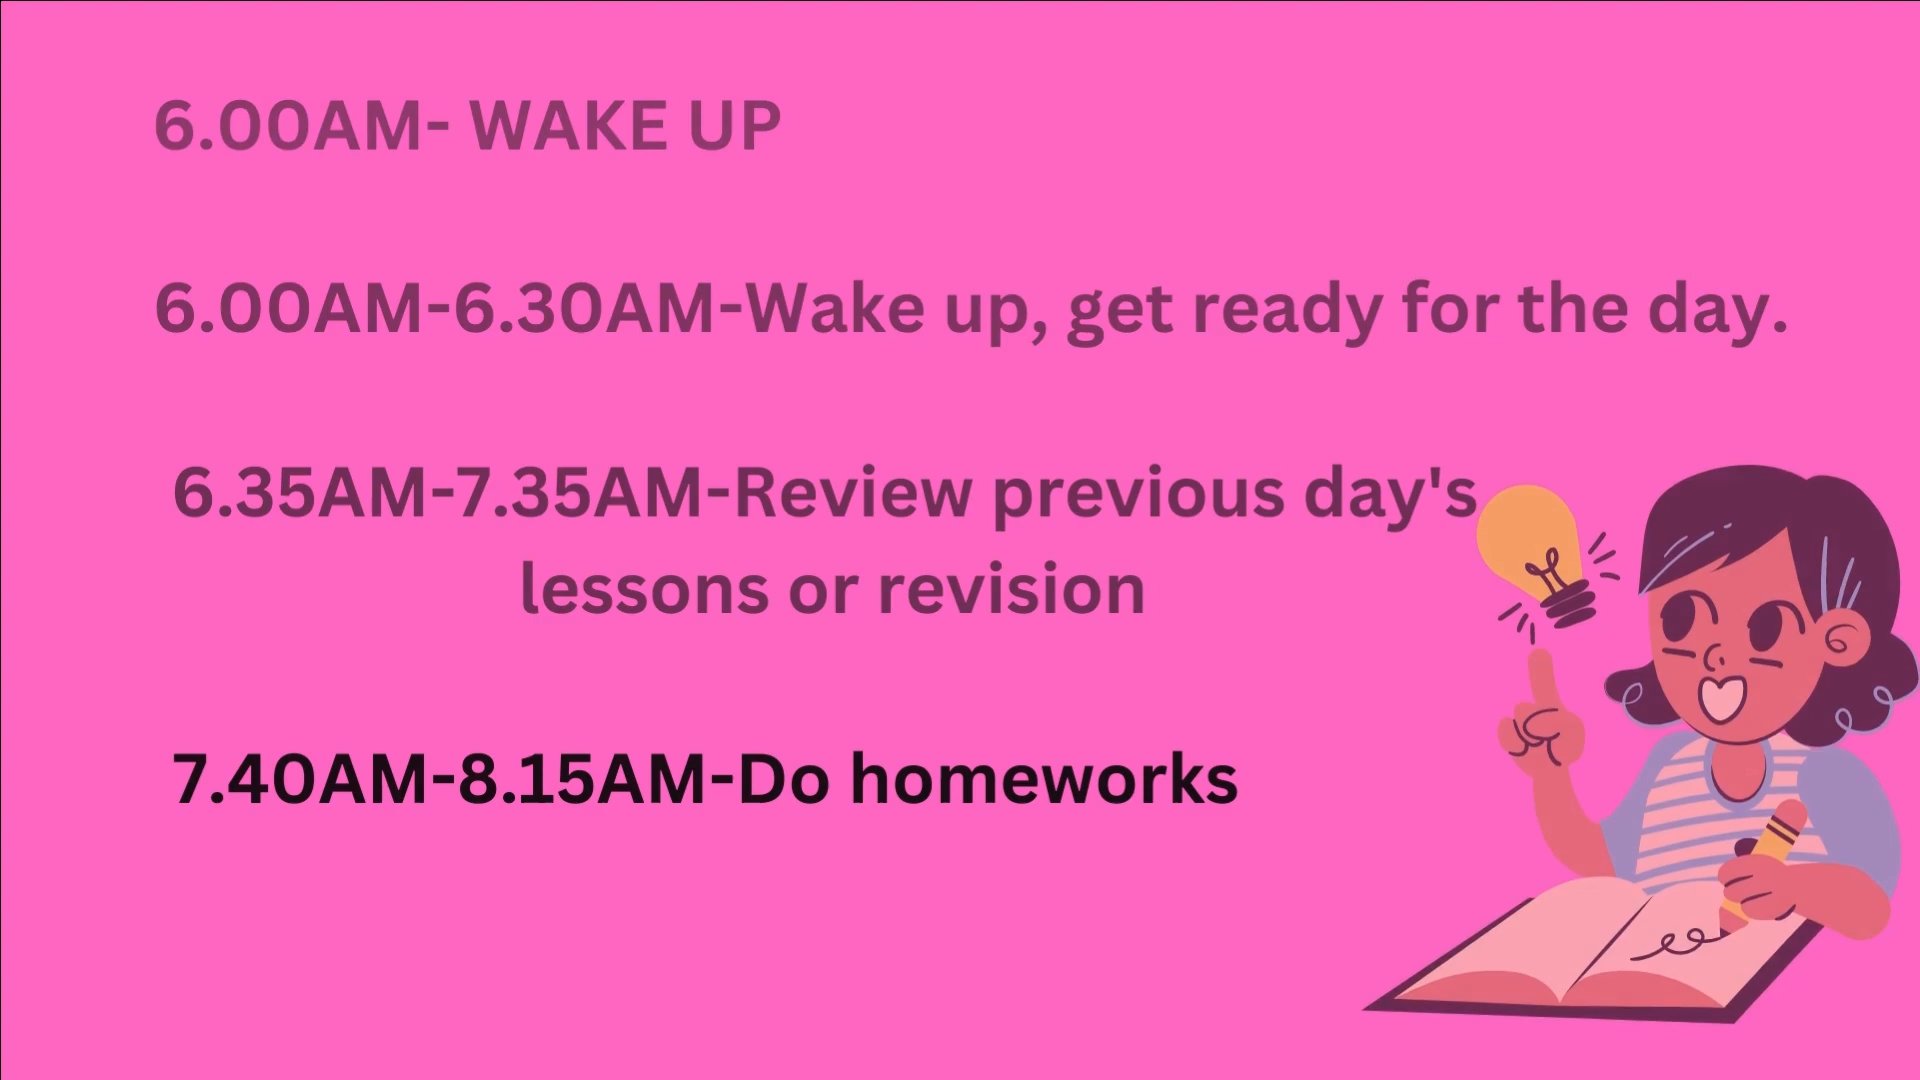 6.00AM- WAKE UP
6.00AM-6.30AM-Wake up, get ready for the day.
6.35AM-7.35AM-Review previous day's
lessons or revision
7.40AM-8.15AM-Do homeworks